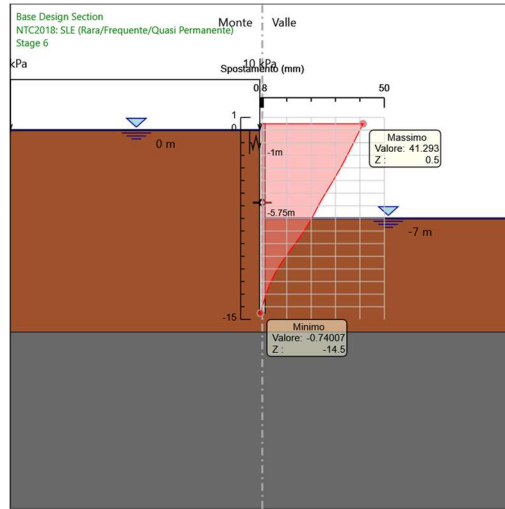 Base Design Section
NTC2018: SLE (Rara/Frequente/Quasi Permanente)
Stage 6
Monte
Valle
kPa
10 kPa
Spostamento (mm)
0.8
50
1
0
0 m
-1m
-5.75m
-7 m
-15
Massimo
Valore: 41.293
Z : 0.5
Minimo
Valore: -0.74007
Z : -14.5